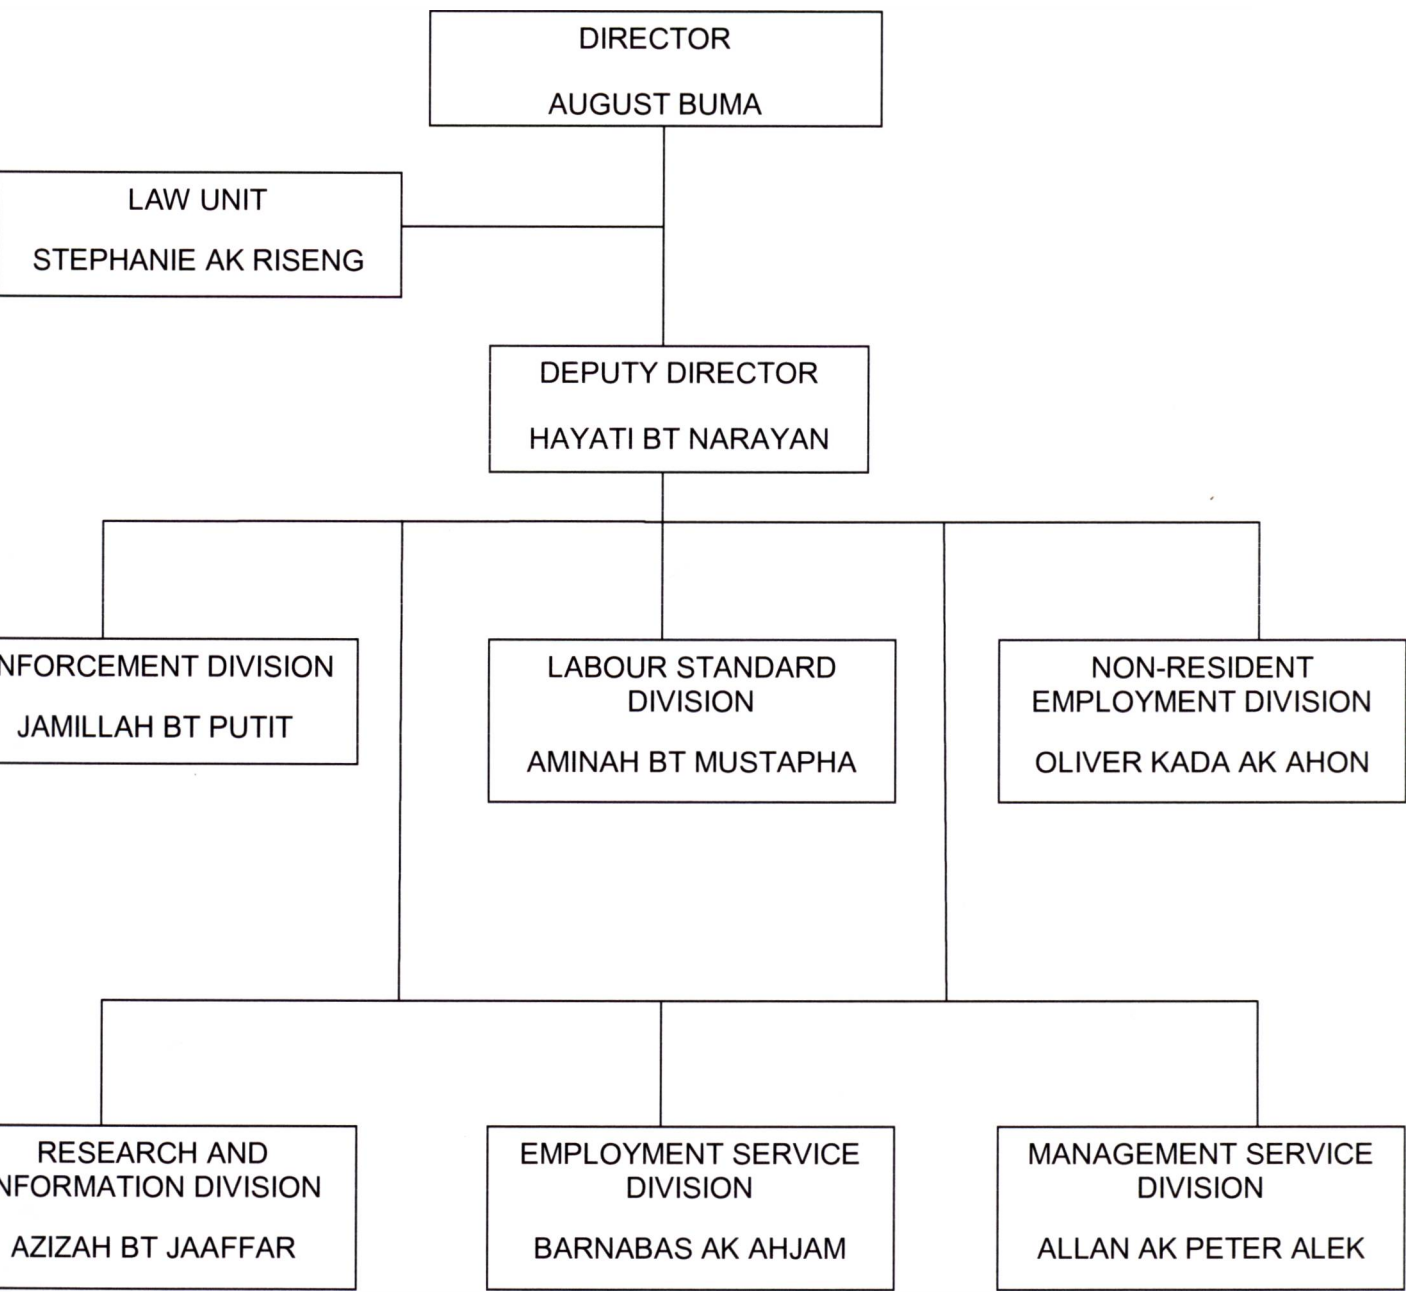 DIRECTOR
AUGUST BUMA
LAW UNIT
STEPHANIE AK RISENG
DEPUTY DIRECTOR
HAYATI BT NARAYAN
NFORCEMENT DIVISION
JAMILLAH BT PUTIT
LABOUR STANDARD
DIVISION
AMINAH BT MUSTAPHA
NON-RESIDENT
EMPLOYMENT DIVISION
OLIVER KADA AK AHON
RESEARCH AND
NFORMATION DIVISION
AZIZAH BT JAAFFAR
EMPLOYMENT SERVICE
DIVISION
BARNABAS AK AHJAM
MANAGEMENT SERVICE
DIVISION
ALLAN AK PETER ALEK